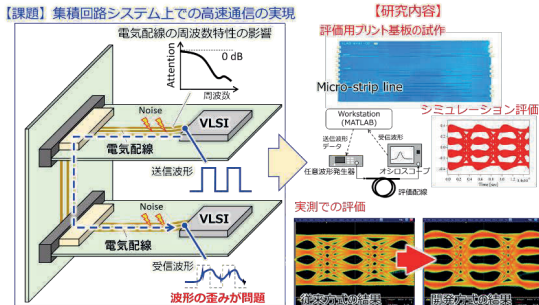 【課題】集積回路システム上での高速通信の実現
電気配線の周波数特性の影響
Attention
0 dB
周波数
Noise
VLSI
電気配線
送信波形
Noise
VLSI
電気配線
受信波形
波形の歪みが問題
【研究内容】
評価用プリント基板の試作
Micro-strip line
シミュレーション評価
Workstation
(MATLAB)
送信波形
データ
受信波形
任意波形発生器
オシロスコープ
評価配線
Time [sec]
実測での評価
従来方式の結果
開発方式の結果